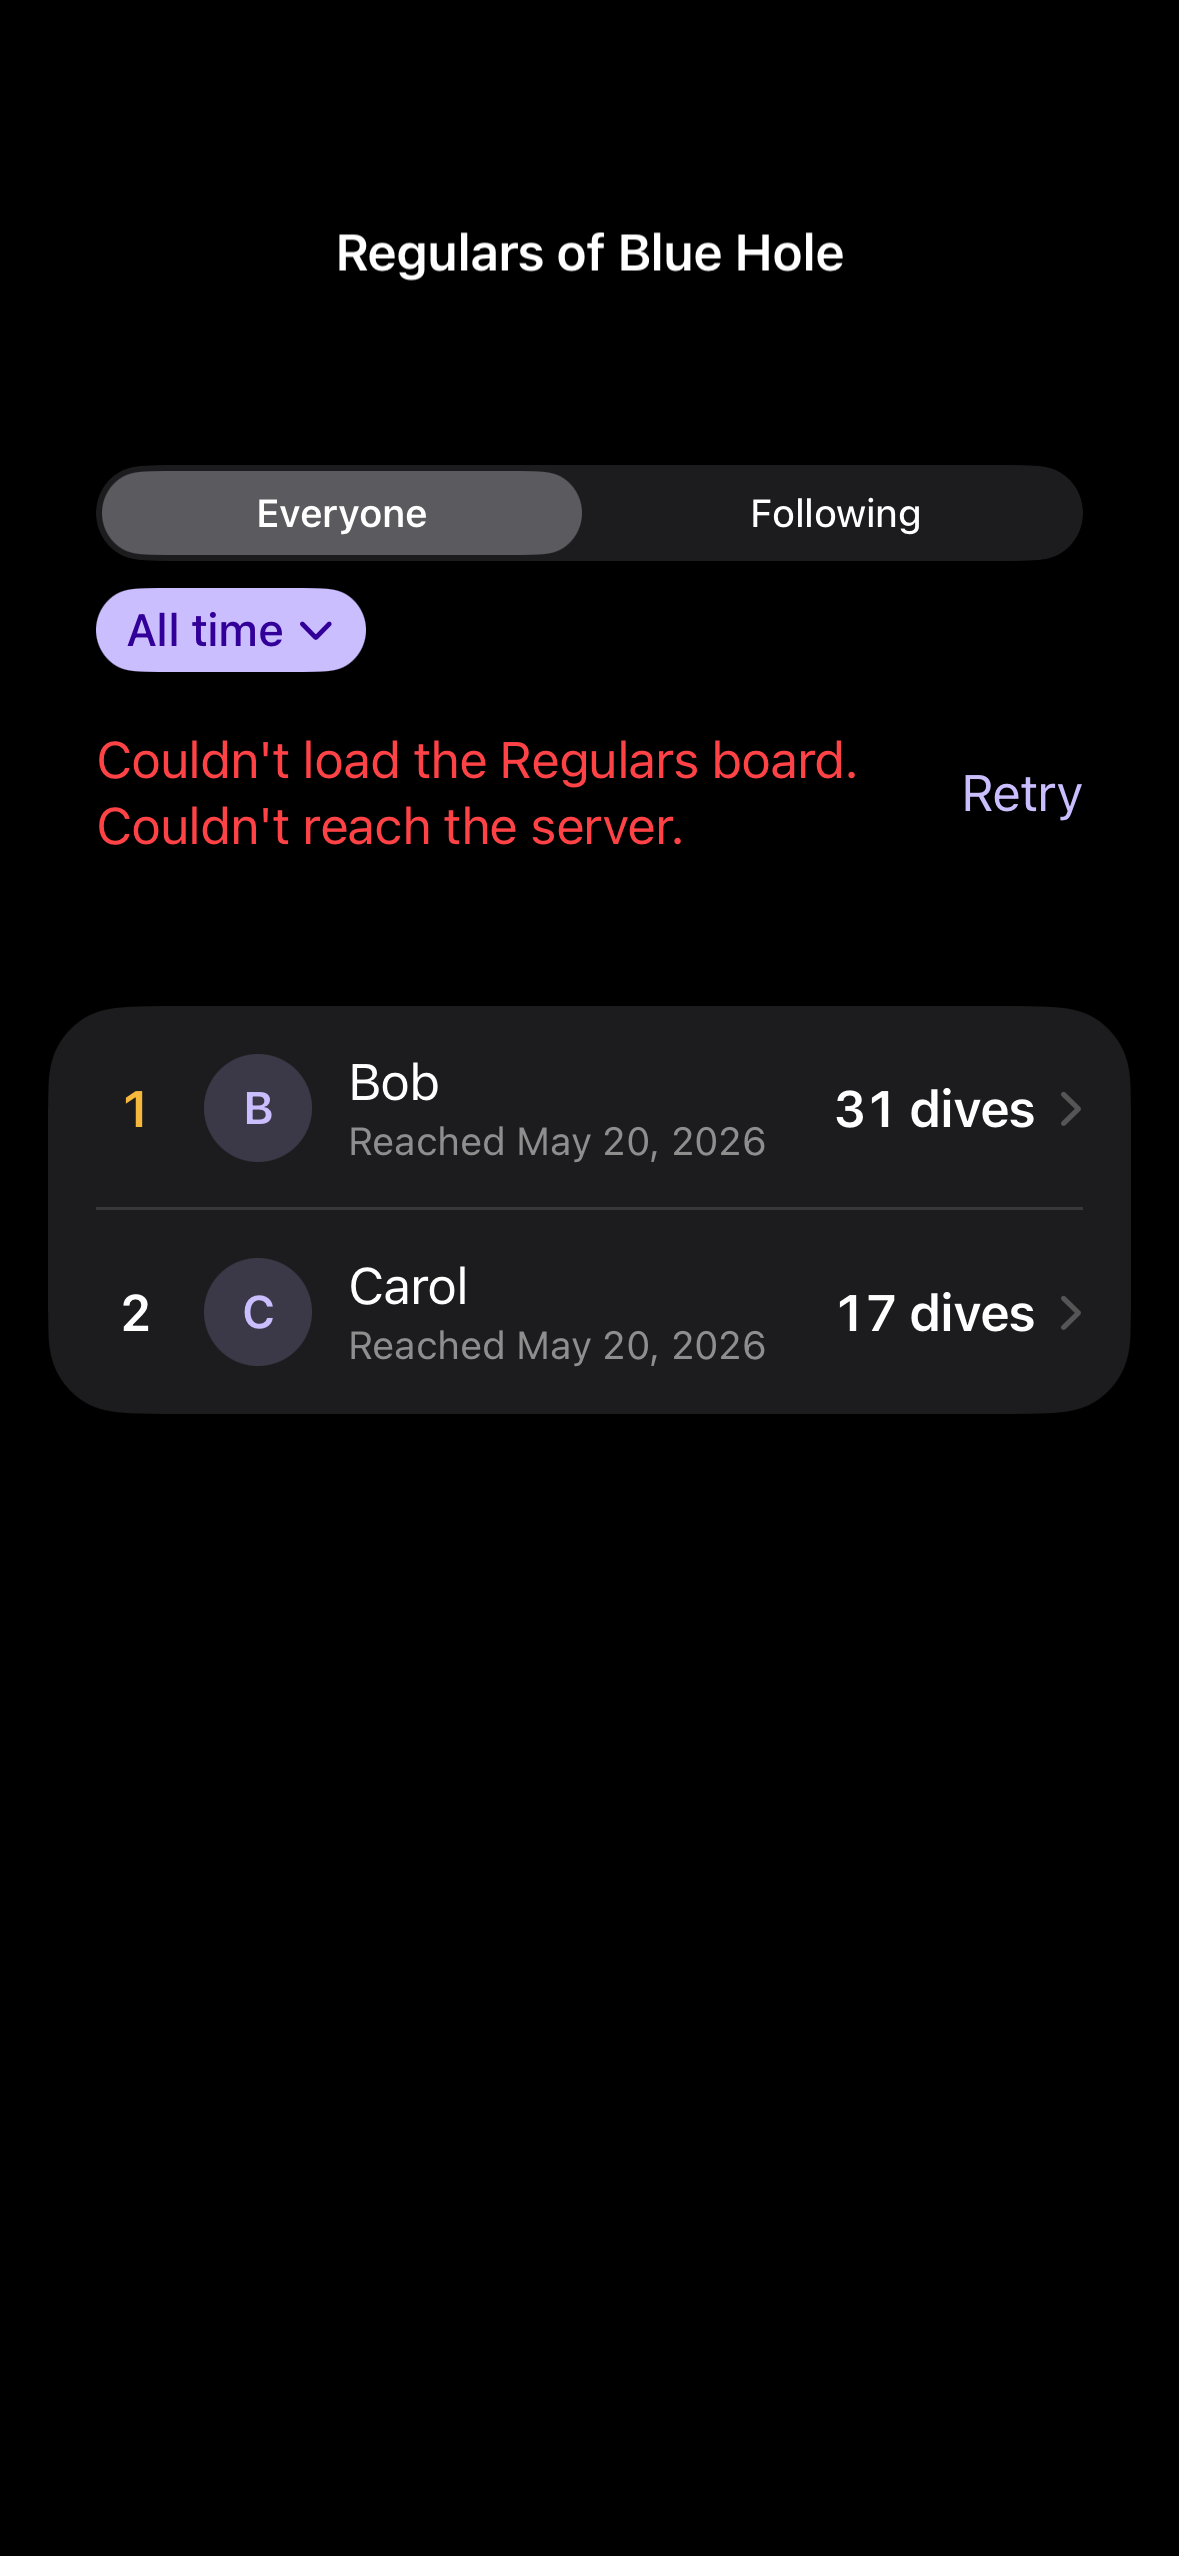 Regulars of Blue Hole
Everyone
Following
All time
Couldn't load the Regulars board.
Couldn't reach the server.
Retry
1
B
Bob
Reached May 20, 2026
31 dives
2
C
Carol
Reached May 20, 2026
17 dives